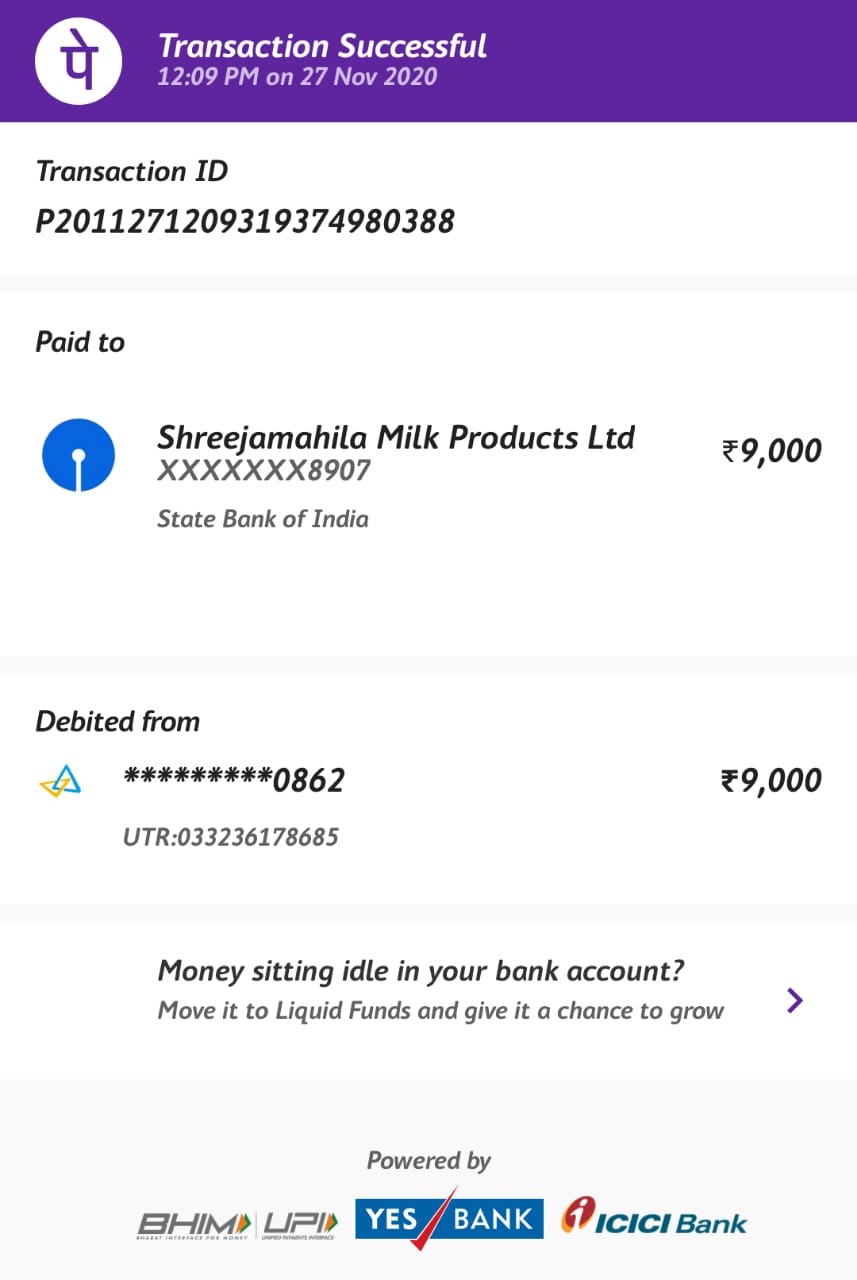 पे
Transaction Successful
12:09 PM on 27 Nov 2020
Transaction ID
P2011271209319374980388
Paid to
Shreejamahila Milk Products Ltd
₹9,000
XXXXXXX8907
State Bank of India
Debited from
*********0862
₹9,000
UTR:033236178685
Money sitting idle in your bank account?
Move it to Liquid Funds and give it a chance to grow
Powered by
BHIM UPI YES BANK ICICI Bank
BHARAT INTERFACE FOR MONEY UNIFIED PAYMENTS INTERFACE